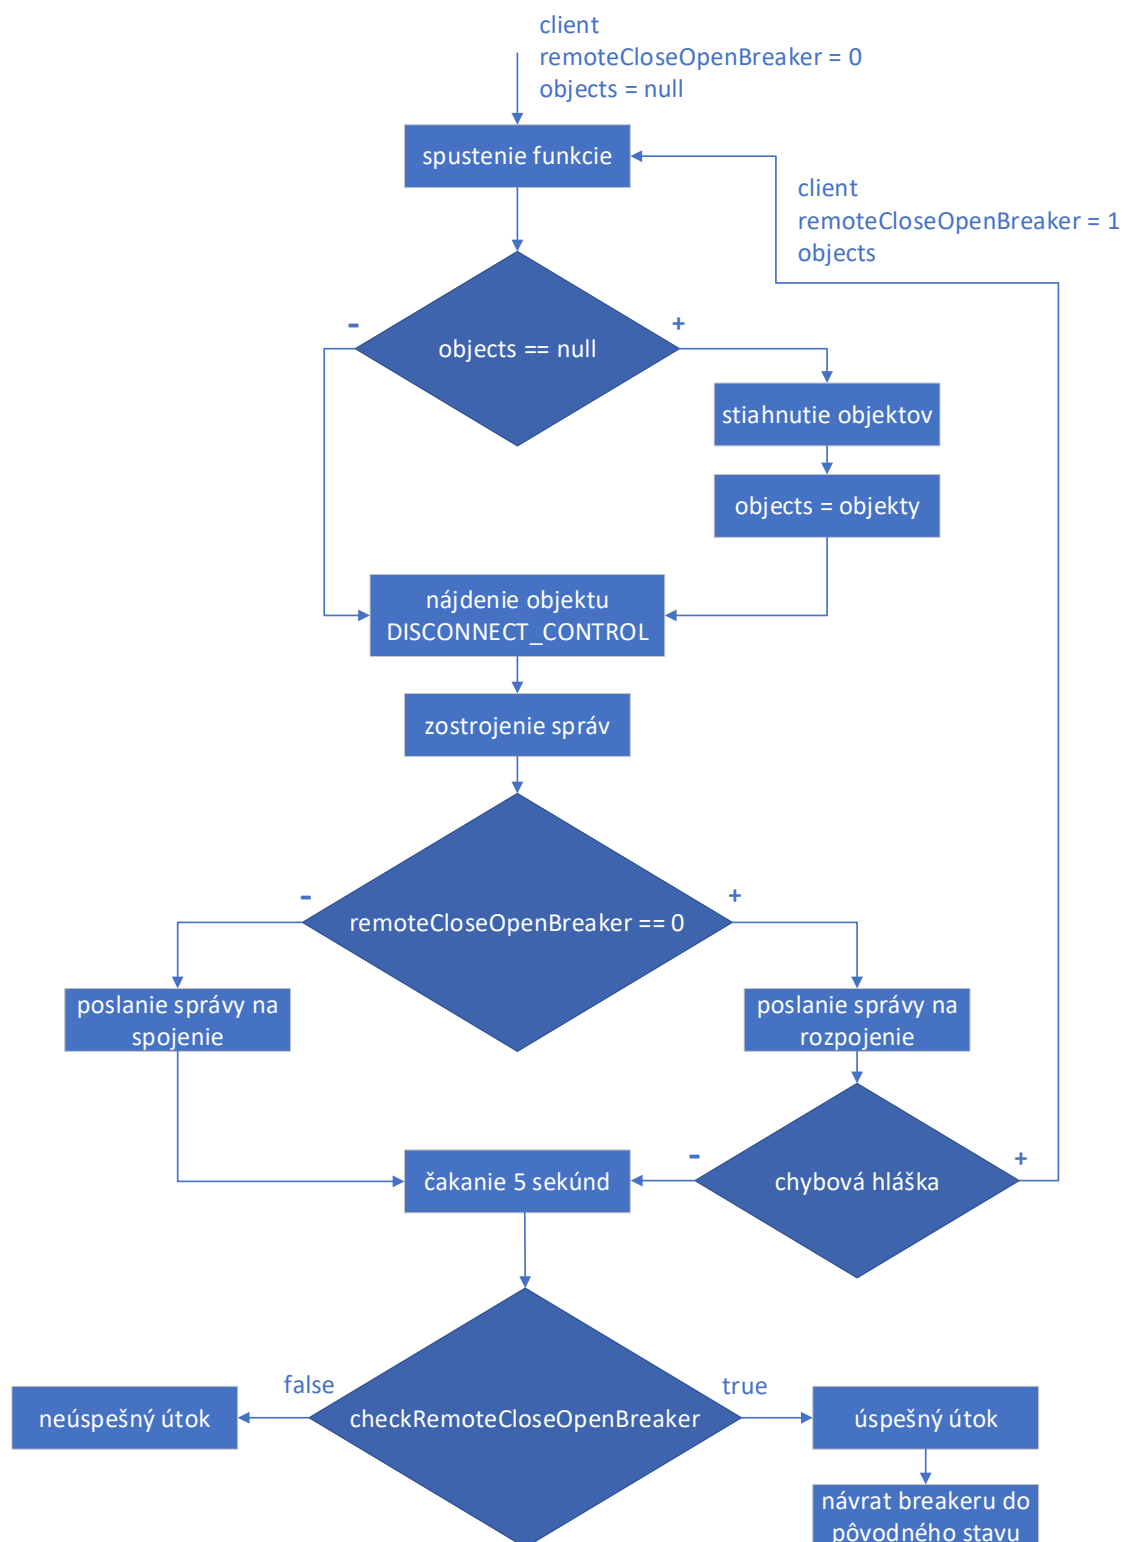 client
remoteCloseOpenBreaker = 0
objects = null
spustenie funkcie
client
remoteCloseOpenBreaker = 1
objects
-
+
objects == null
stiahnutie objektov
objects = objekty
nájdenie objektu
DISCONNECT_CONTROL
zostrojenie správ
-
+
remoteCloseOpenBreaker == 0
poslanie správy na
spojenie
poslanie správy na
rozpojenie
-
+
čakanie 5 sekúnd
chybová hláška
false
true
neúspešný útok
checkRemoteCloseOpenBreaker
úspešný útok
návrat breakeru do
pôvodného stavu